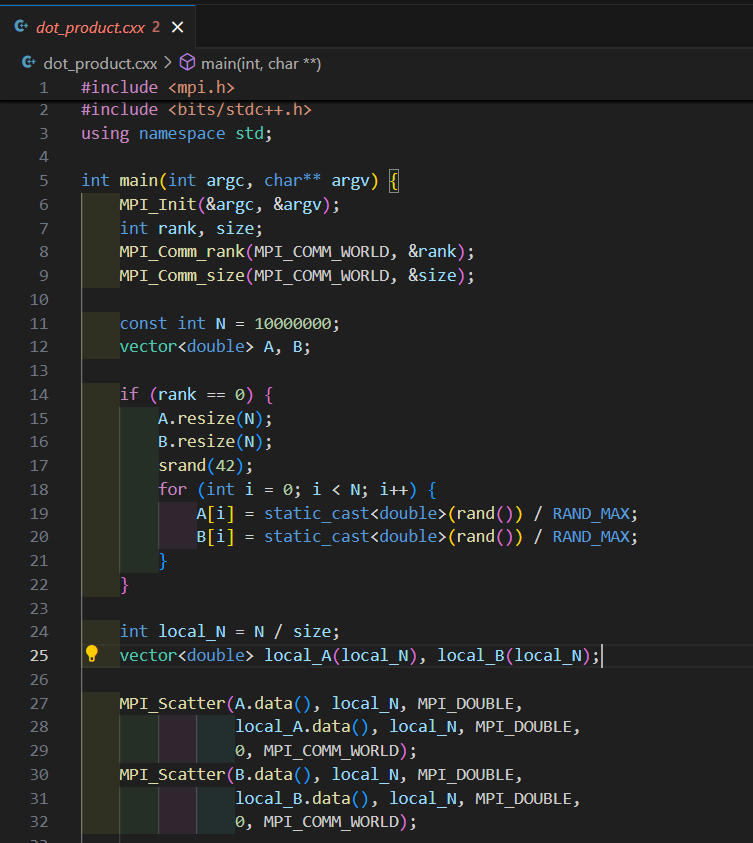 dot_product.cxx 2 ×
dot_product.cxx > main(int, char **)
1 #include <mpi.h>
2 #include <bits/stdc++.h>
3 using namespace std;
4
5 int main(int argc, char** argv) {
6 MPI_Init(&argc, &argv);
7 int rank, size;
8 MPI_Comm_rank(MPI_COMM_WORLD, &rank);
9 MPI_Comm_size(MPI_COMM_WORLD, &size);
10
11 const int N = 10000000;
12 vector<double> A, B;
13
14 if (rank == 0) {
15 A.resize(N);
16 B.resize(N);
17 srand(42);
18 for (int i = 0; i < N; i++) {
19 A[i] = static_cast<double>(rand()) / RAND_MAX;
20 B[i] = static_cast<double>(rand()) / RAND_MAX;
21 }
22 }
23
24 int local_N = N / size;
25 vector<double> local_A(local_N), local_B(local_N);
26
27 MPI_Scatter(A.data(), local_N, MPI_DOUBLE,
28 local_A.data(), local_N, MPI_DOUBLE,
29 0, MPI_COMM_WORLD);
30 MPI_Scatter(B.data(), local_N, MPI_DOUBLE,
31 local_B.data(), local_N, MPI_DOUBLE,
32 0, MPI_COMM_WORLD);